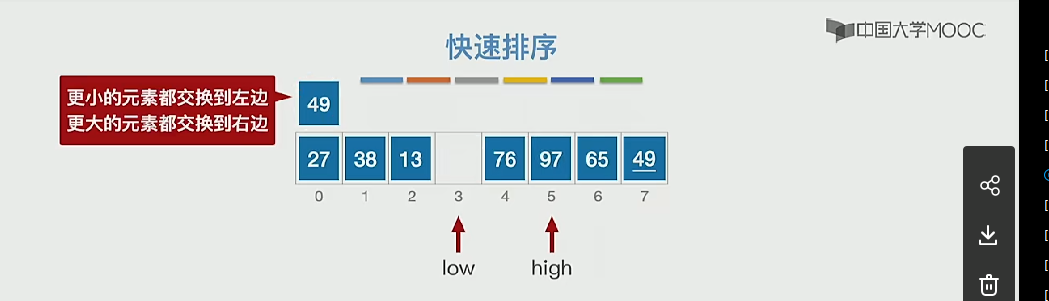 中国大学MOOC
快速排序
更小的元素都交换到左边
更大的元素都交换到右边
49
27 38 13 76 97 65 49
0 1 2 3 4 5 6 7
low high